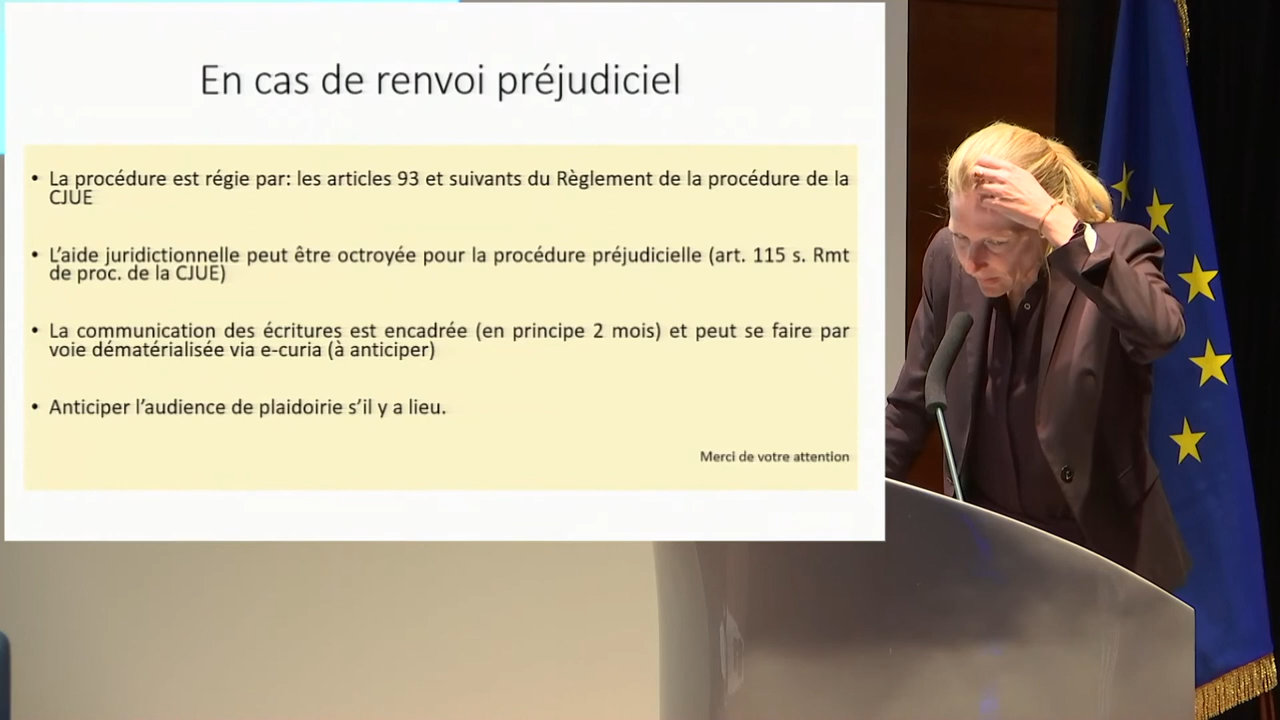 En cas de renvoi préjudiciel
• La procédure est régie par: les articles 93 et suivants du Règlement de la procédure de la
CJUE
• L’aide juridictionnelle peut être octroyée pour la procédure préjudicielle (art. 115 s. Rmt
de proc. de la CJUE)
• La communication des écritures est encadrée (en principe 2 mois) et peut se faire par
voie dématérialisée via e-curia (à anticiper)
• Anticiper l’audience de plaidoirie s’il y a lieu.
Merci de votre attention